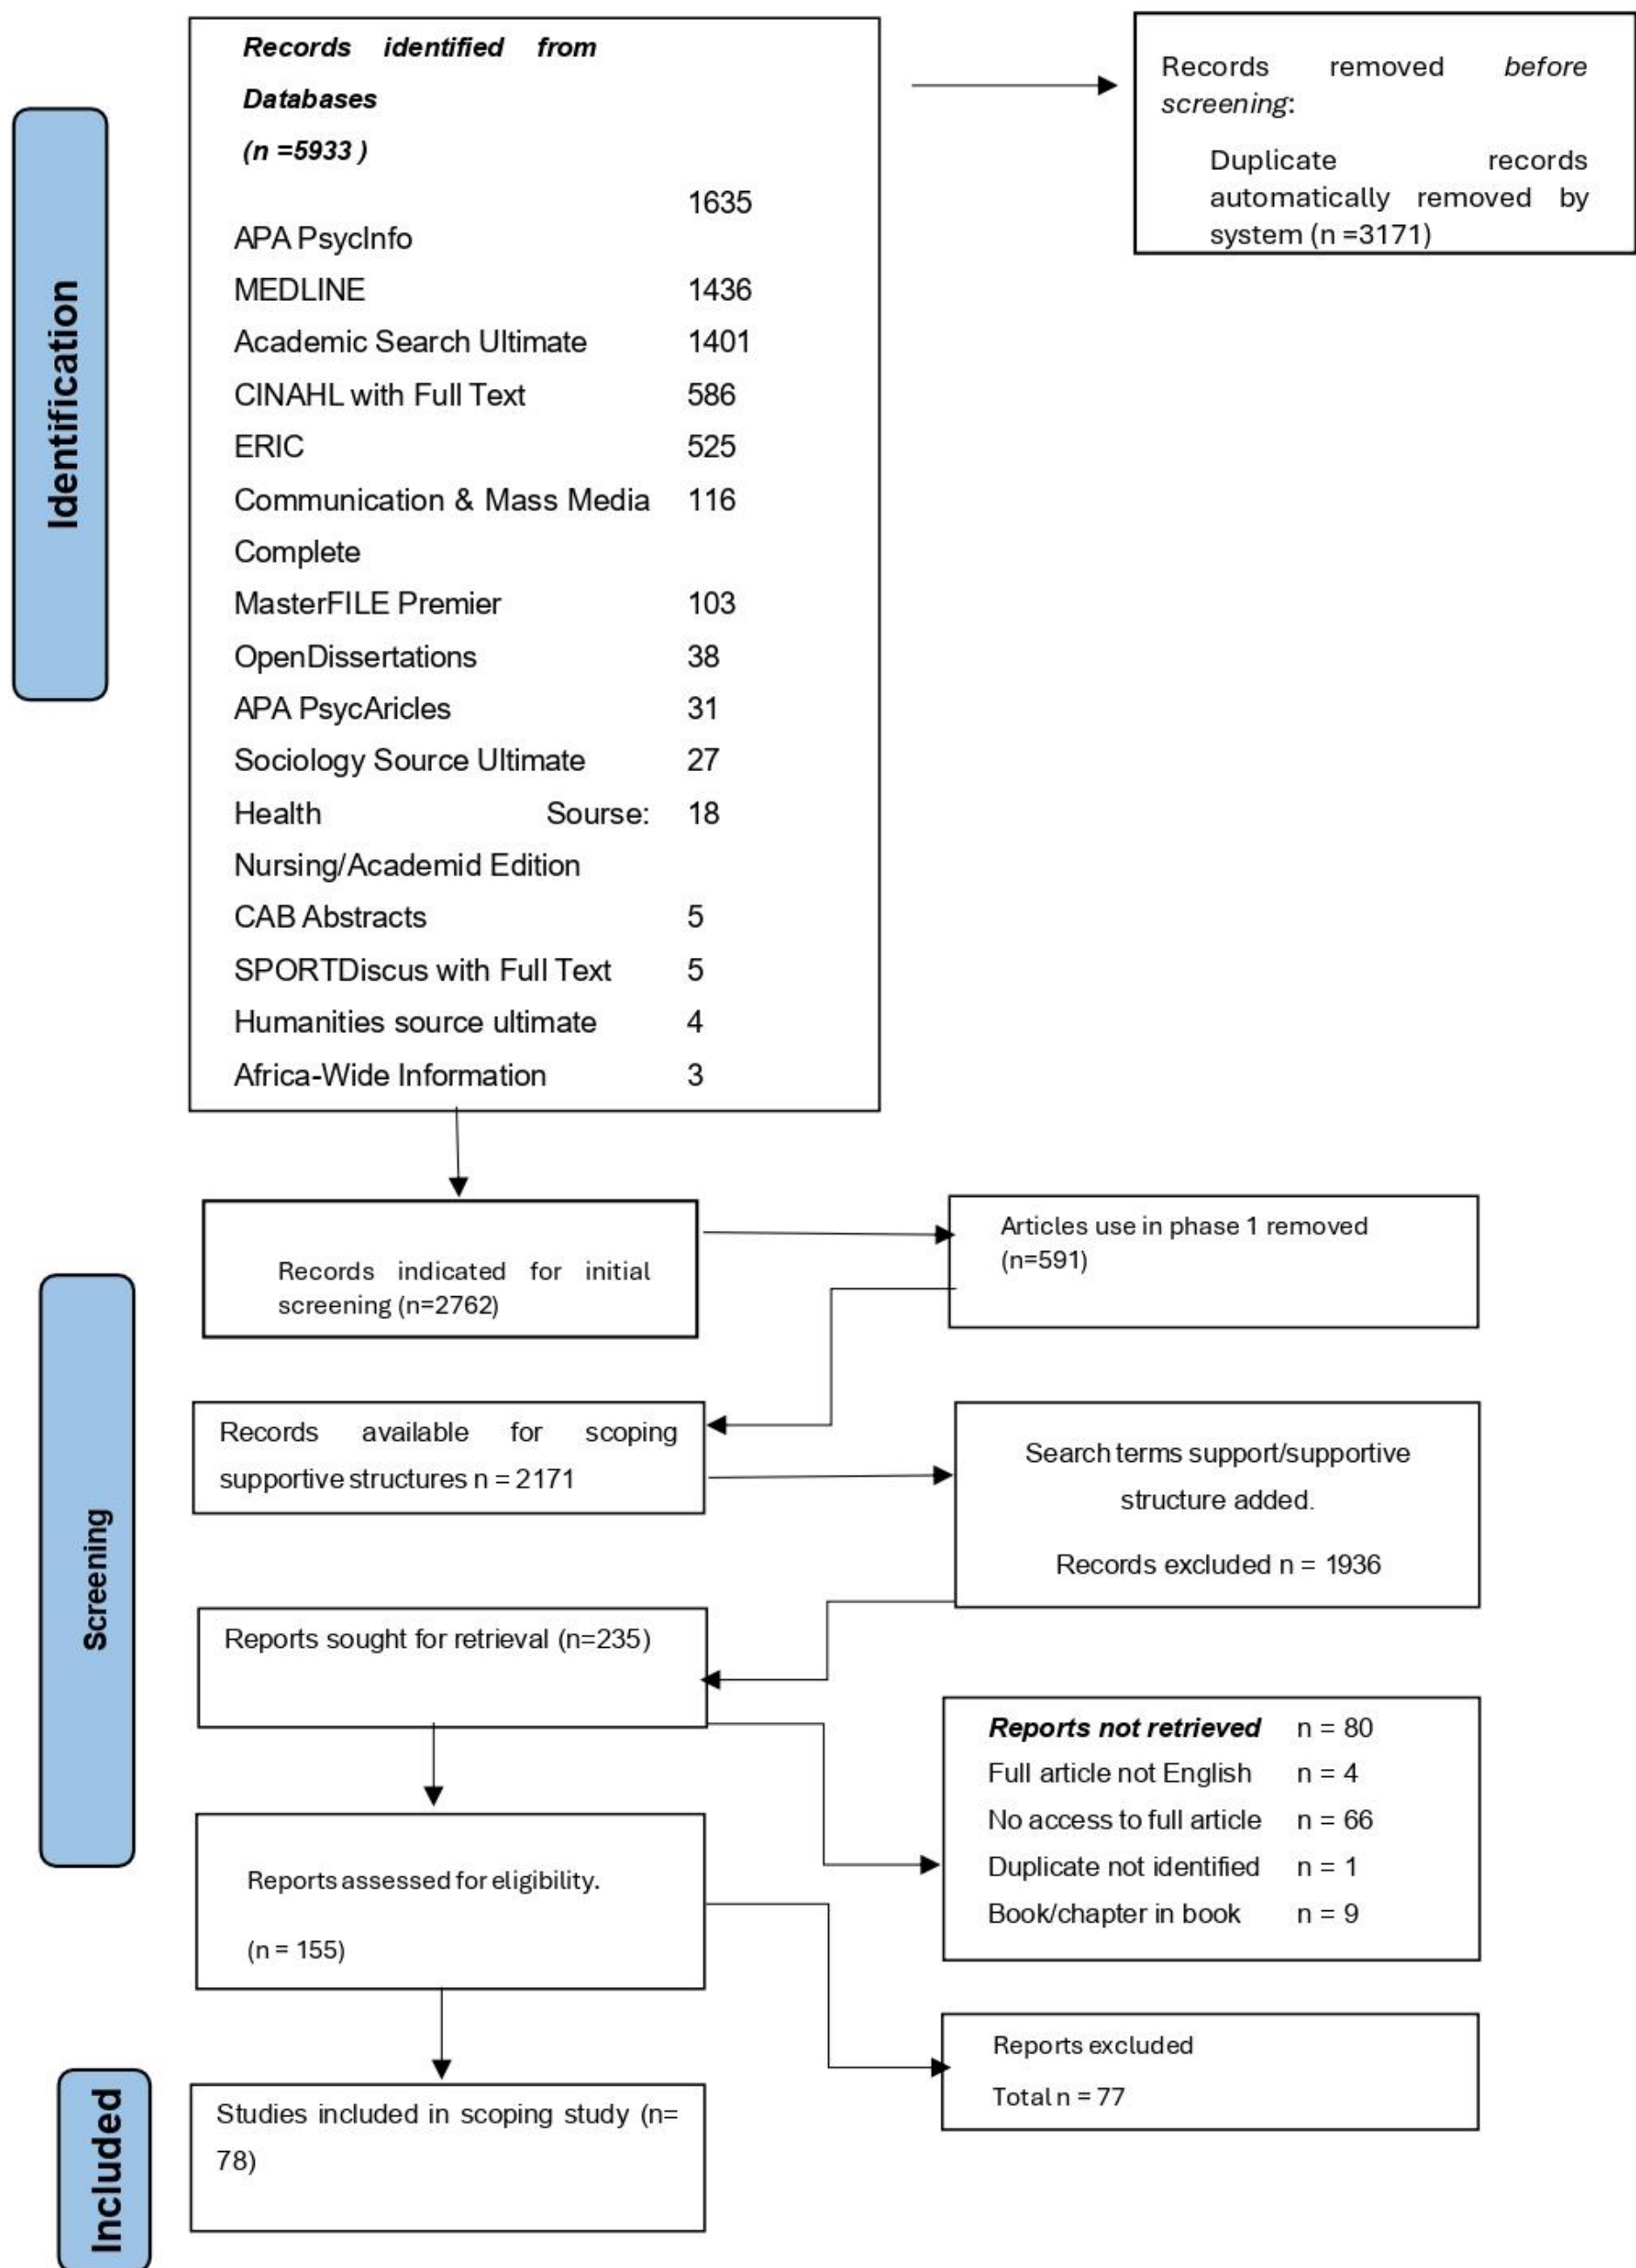 Identification
Records identified from
Databases
(n =5933 )
1635
APA PsycInfo
MEDLINE 1436
Academic Search Ultimate 1401
CINAHL with Full Text 586
ERIC 525
Communication & Mass Media 116
Complete
MasterFILE Premier 103
OpenDissertations 38
APA PsycAricles 31
Sociology Source Ultimate 27
Health Sourse: 18
Nursing/Academid Edition
CAB Abstracts 5
SPORTDiscus with Full Text 5
Humanities source ultimate 4
Africa-Wide Information 3
Records removed before
screening:
Duplicate records
automatically removed by
system (n =3171)
Screening
Records indicated for initial
screening (n=2762)
Articles use in phase 1 removed
(n=591)
Records available for scoping
supportive structures n = 2171
Search terms support/supportive
structure added.
Records excluded n = 1936
Reports sought for retrieval (n=235)
Reports not retrieved n = 80
Full article not English n = 4
No access to full article n = 66
Duplicate not identified n = 1
Book/chapter in book n = 9
Reports assessed for eligibility.
(n = 155)
Reports excluded
Total n = 77
Included
Studies included in scoping study (n=
78)